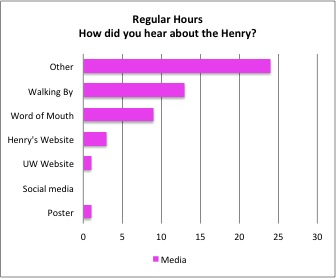 Regular Hours
How did you hear about the Henry?
Other
Walking By
Word of Mouth
Henry's Website
UW Website
Social media
Poster
0 5 10 15 20 25 30
Media